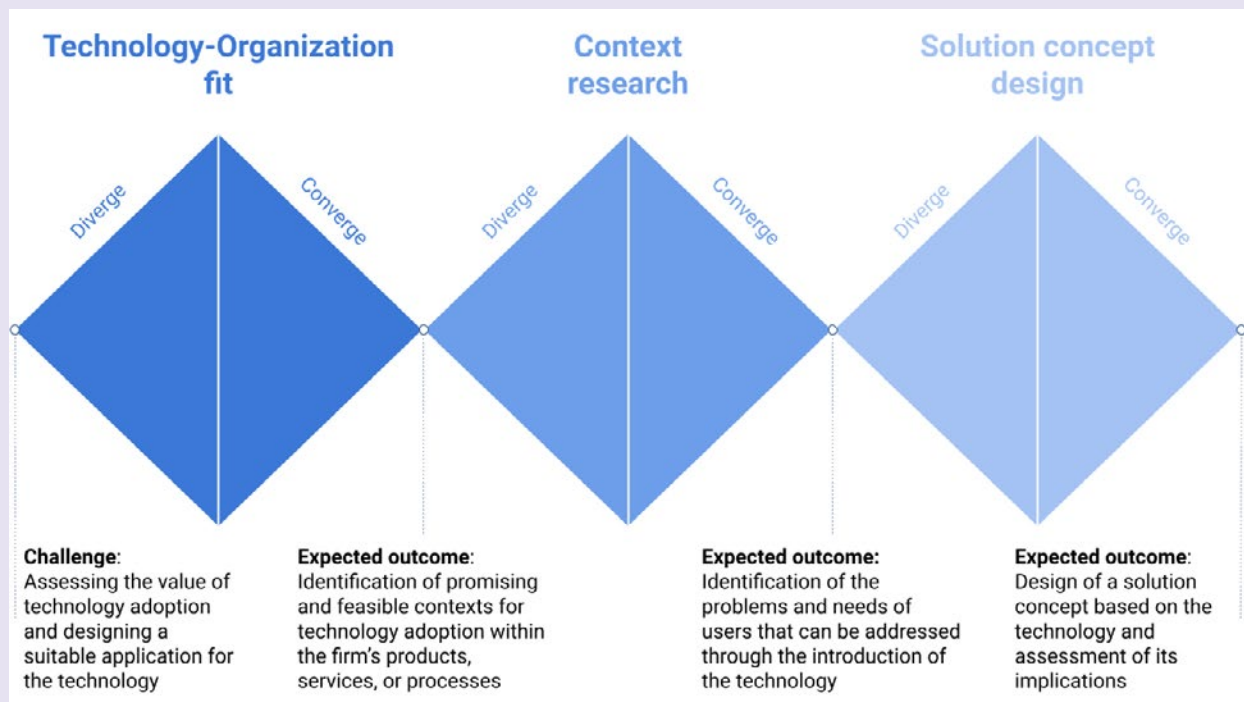 Technology-Organization
fit
Context
research
Solution concept
design
Diverge
Converge
Diverge
Converge
Diverge
Converge
Challenge:
Assessing the value of
technology adoption
and designing a
suitable application for
the technology
Expected outcome:
Identification of promising
and feasible contexts for
technology adoption within
the firm's products,
services, or processes
Expected outcome:
Identification of the
problems and needs of
users that can be addressed
through the introduction of
the technology
Expected outcome:
Design of a solution
concept based on the
technology and
assessment of its
implications